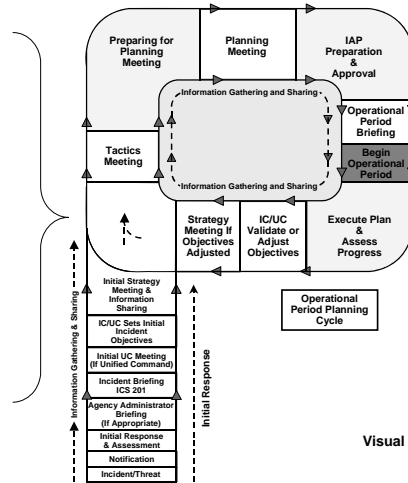 Preparing for
Planning
Meeting
Planning
Meeting
IAP
Preparation
&
Approval
Information Gathering and Sharing
Operational
Period
Briefing
Tactics
Meeting
Begin
Operational
Period
Information Gathering and Sharing
Strategy
Meeting If
Objectives
Adjusted
IC/UC
Validate or
Adjust
Objectives
Execute Plan
&
Assess
Progress
Initial Strategy
Meeting &
Information
Sharing
Operational
Period Planning
Cycle
IC/UC Sets Initial
Incident
Objectives
Initial UC Meeting
(If Unified Command)
Incident Briefing
ICS 201
Agency Administrator
Briefing
(If Appropriate)
Initial Response
& Assessment
Notification
Incident/Threat
Information Gathering & Sharing
Initial Response
Visual